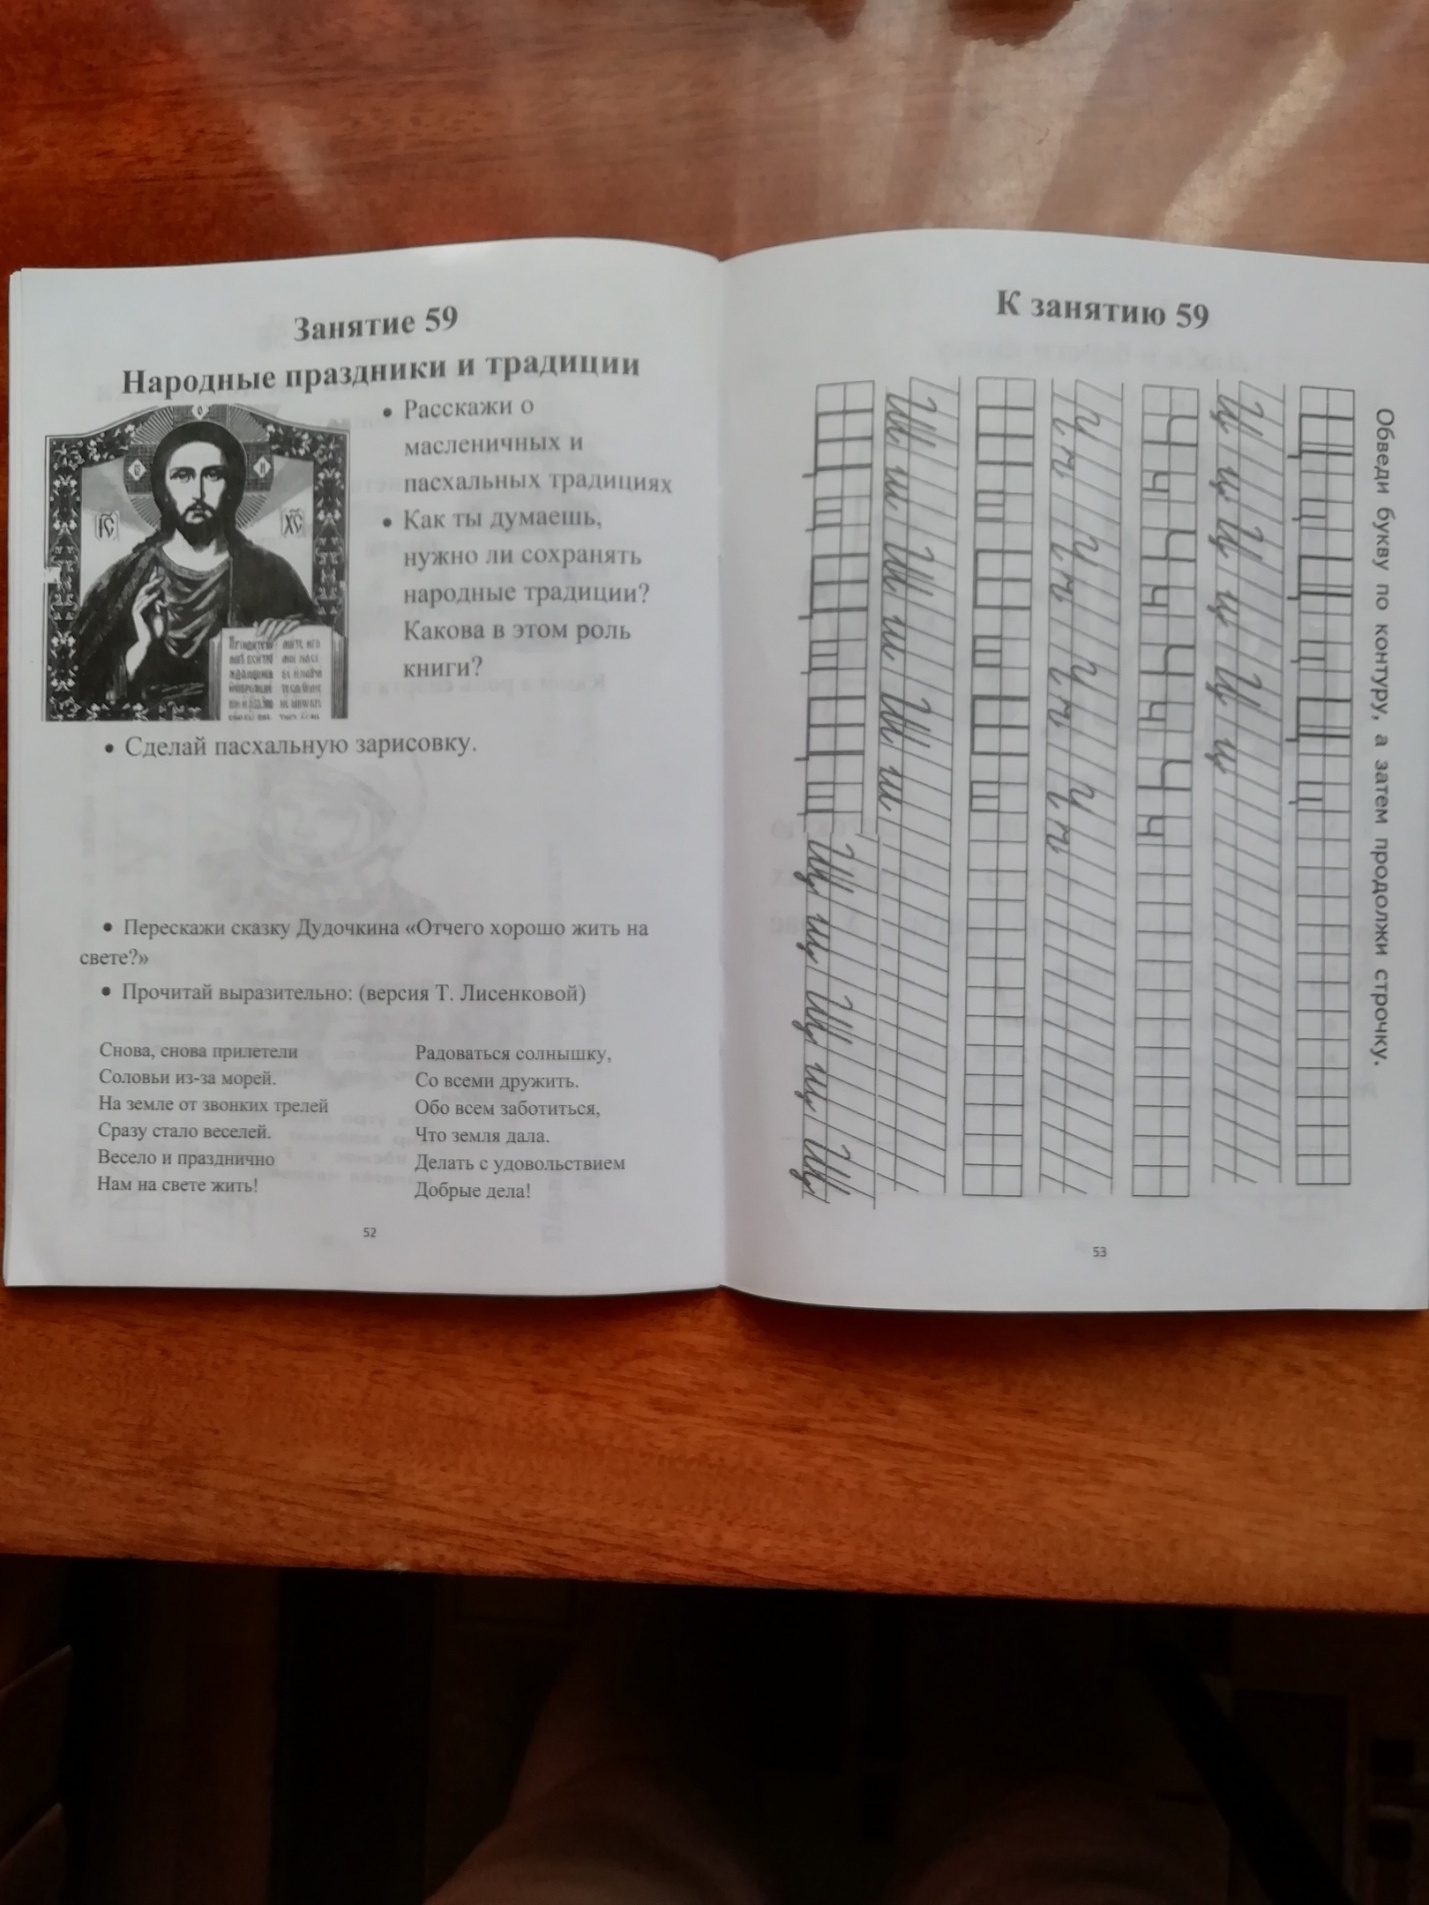 Занятие 59
Народные праздники и традиции
• Расскажи о
масленичных и
пасхальных традициях
• Как ты думаешь,
нужно ли сохранять
народные традиции?
Какова в этом роль
книги?
IC
XC
• Сделай пасхальную зарисовку.
• Перескажи сказку Дудочкина «Отчего хорошо жить на
свете?»
• Прочитай выразительно: (версия Т. Лисенковой)
Снова, снова прилетели
Соловьи из-за морей.
На земле от звонких трелей
Сразу стало веселей.
Весело и празднично
Нам на свете жить!
Радоваться солнышку,
Со всеми дружить.
Обо всем заботиться,
Что земля дала.
Делать с удовольствием
Добрые дела!
52
К занятию 59
Обведи букву по контуру, а затем продолжи строчку.
Ц ц Ц ц Ц ц
Ц ц Ц ц Ц ц
Ч ч Ч ч Ч ч Ч ч
Ч ч Ч ч Ч ч Ч ч
Ш ш Ш ш Ш ш
Ш ш Ш ш Ш ш
Щ щ Щ щ Щ щ
Щ щ Щ щ Щ
53